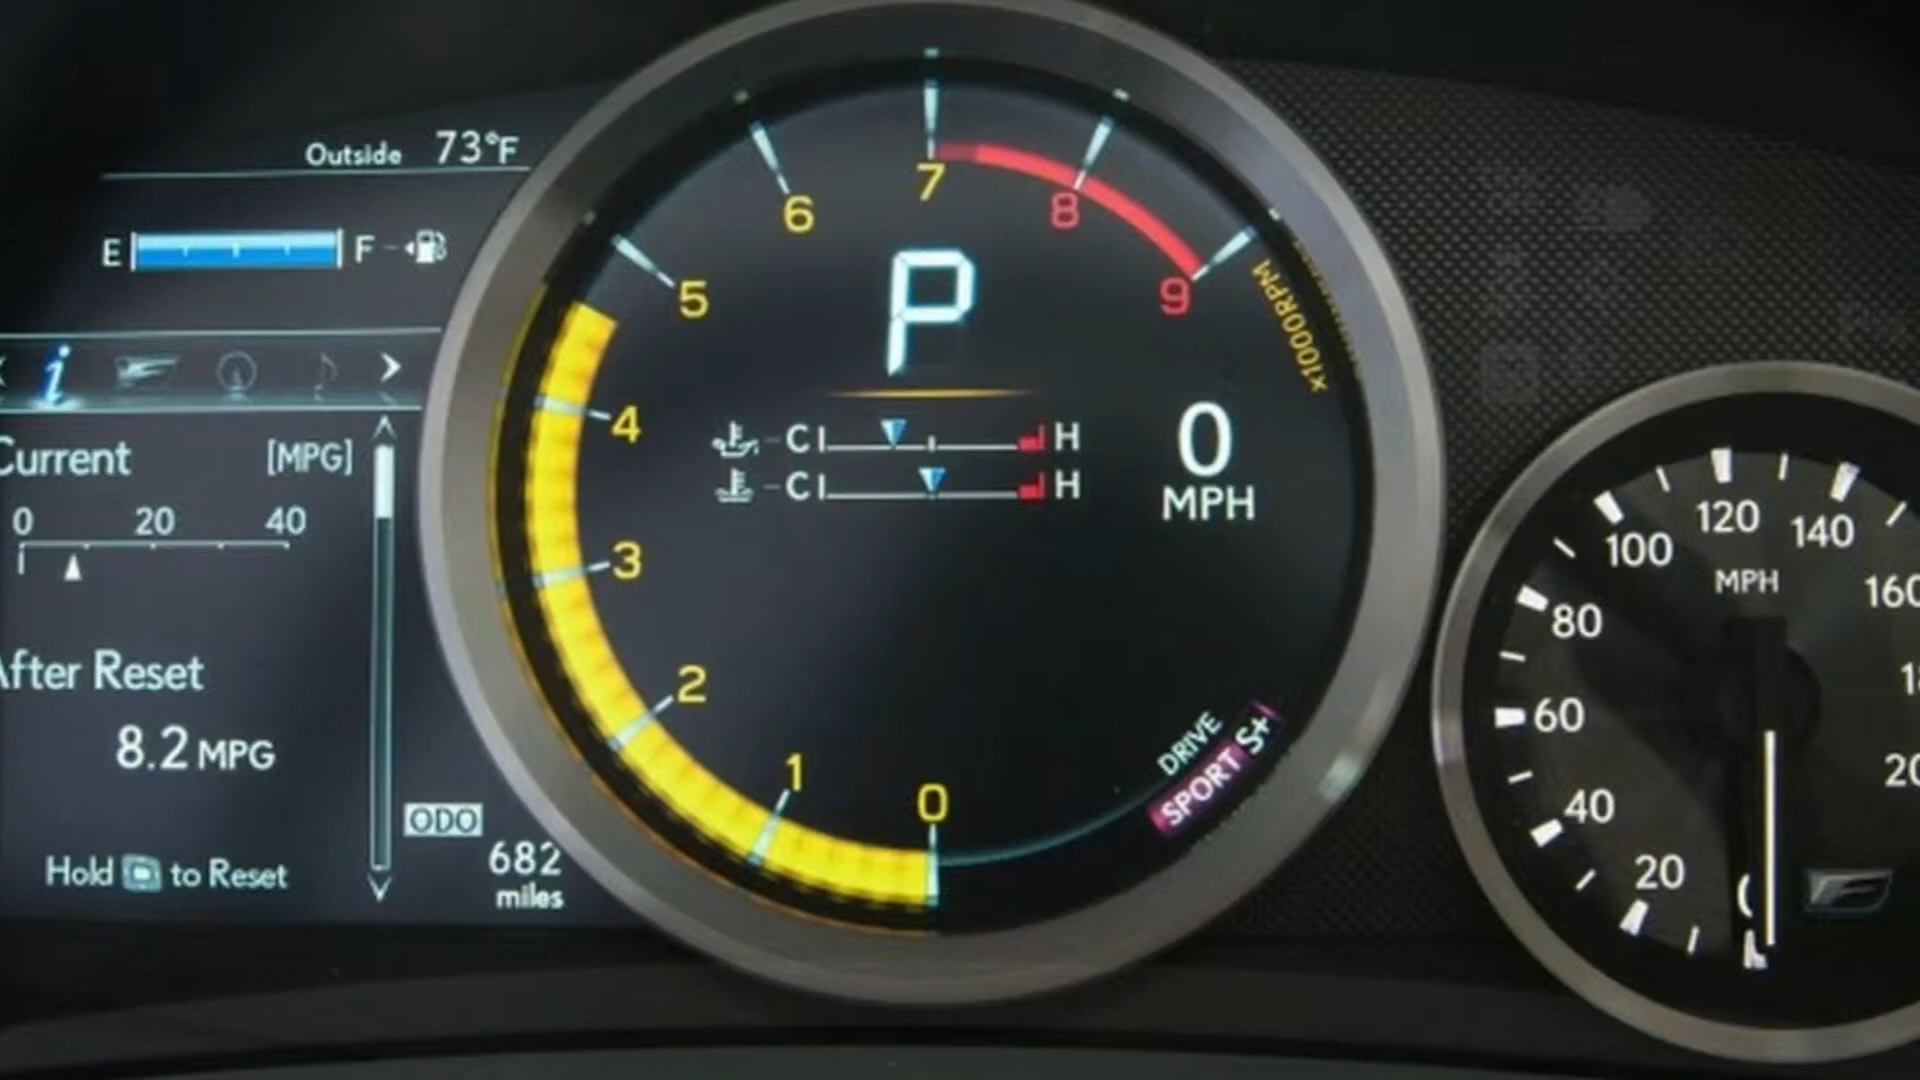 Outside 73°F
E F
Current [MPG]
0 20 40
After Reset
8.2 MPG
Hold to Reset
ODO
682
miles
7
6 8
5 9
x1000RPM
P
4
C H
C H
0
MPH
3
2
1
0
DRIVE
SPORT S+
120
100 140
MPH
160
80
60
40
20
F